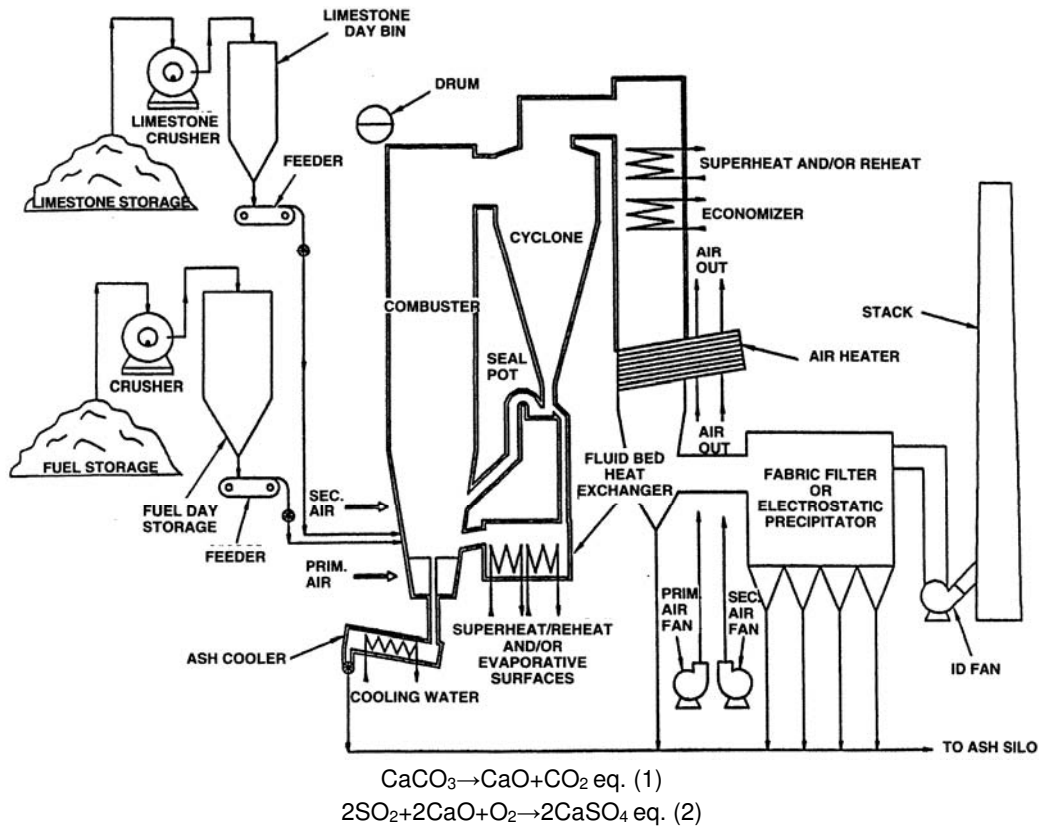 LIMESTONE
DAY BIN
DRUM
LIMESTONE
CRUSHER
FEEDER
LIMESTONE STORAGE
SUPERHEAT AND/OR REHEAT
ECONOMIZER
CYCLONE
AIR
OUT
COMBUSTER
STACK
AIR HEATER
SEAL
POT
CRUSHER
AIR
OUT
FUEL STORAGE
FLUID BED
HEAT
EXCHANGER
FABRIC FILTER
OR
ELECTROSTATIC
PRECIPITATOR
SEC.
AIR
FUEL DAY
STORAGE
FEEDER
PRIM.
AIR
PRIM.
AIR
FAN
SEC.
AIR
FAN
SUPERHEAT/REHEAT
AND/OR
EVAPORATIVE
SURFACES
ASH COOLER
ID FAN
COOLING WATER
TO ASH SILO
CaCO₃→CaO+CO₂ eq. (1)
2SO₂+2CaO+O₂→2CaSO₄ eq. (2)